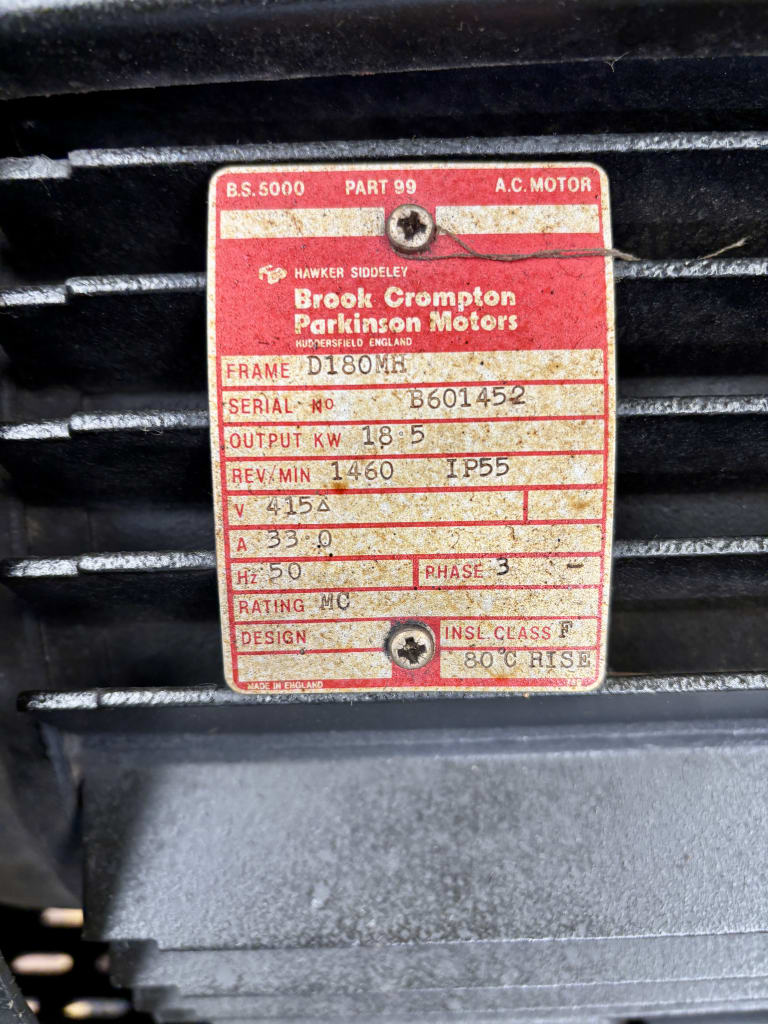 B.S. 5000 PART 99 A.C. MOTOR
HAWKER SIDDELEY
Brook Crompton
Parkinson Motors
HUDDERSFIELD ENGLAND
FRAME D180MH
SERIAL No B601452
OUTPUT KW 18·5
REV/MIN 1460 IP55
V 415Δ
A 33·0
Hz 50 PHASE 3 -
RATING MC
DESIGN INSL CLASS F
80°C RISE
MADE IN ENGLAND